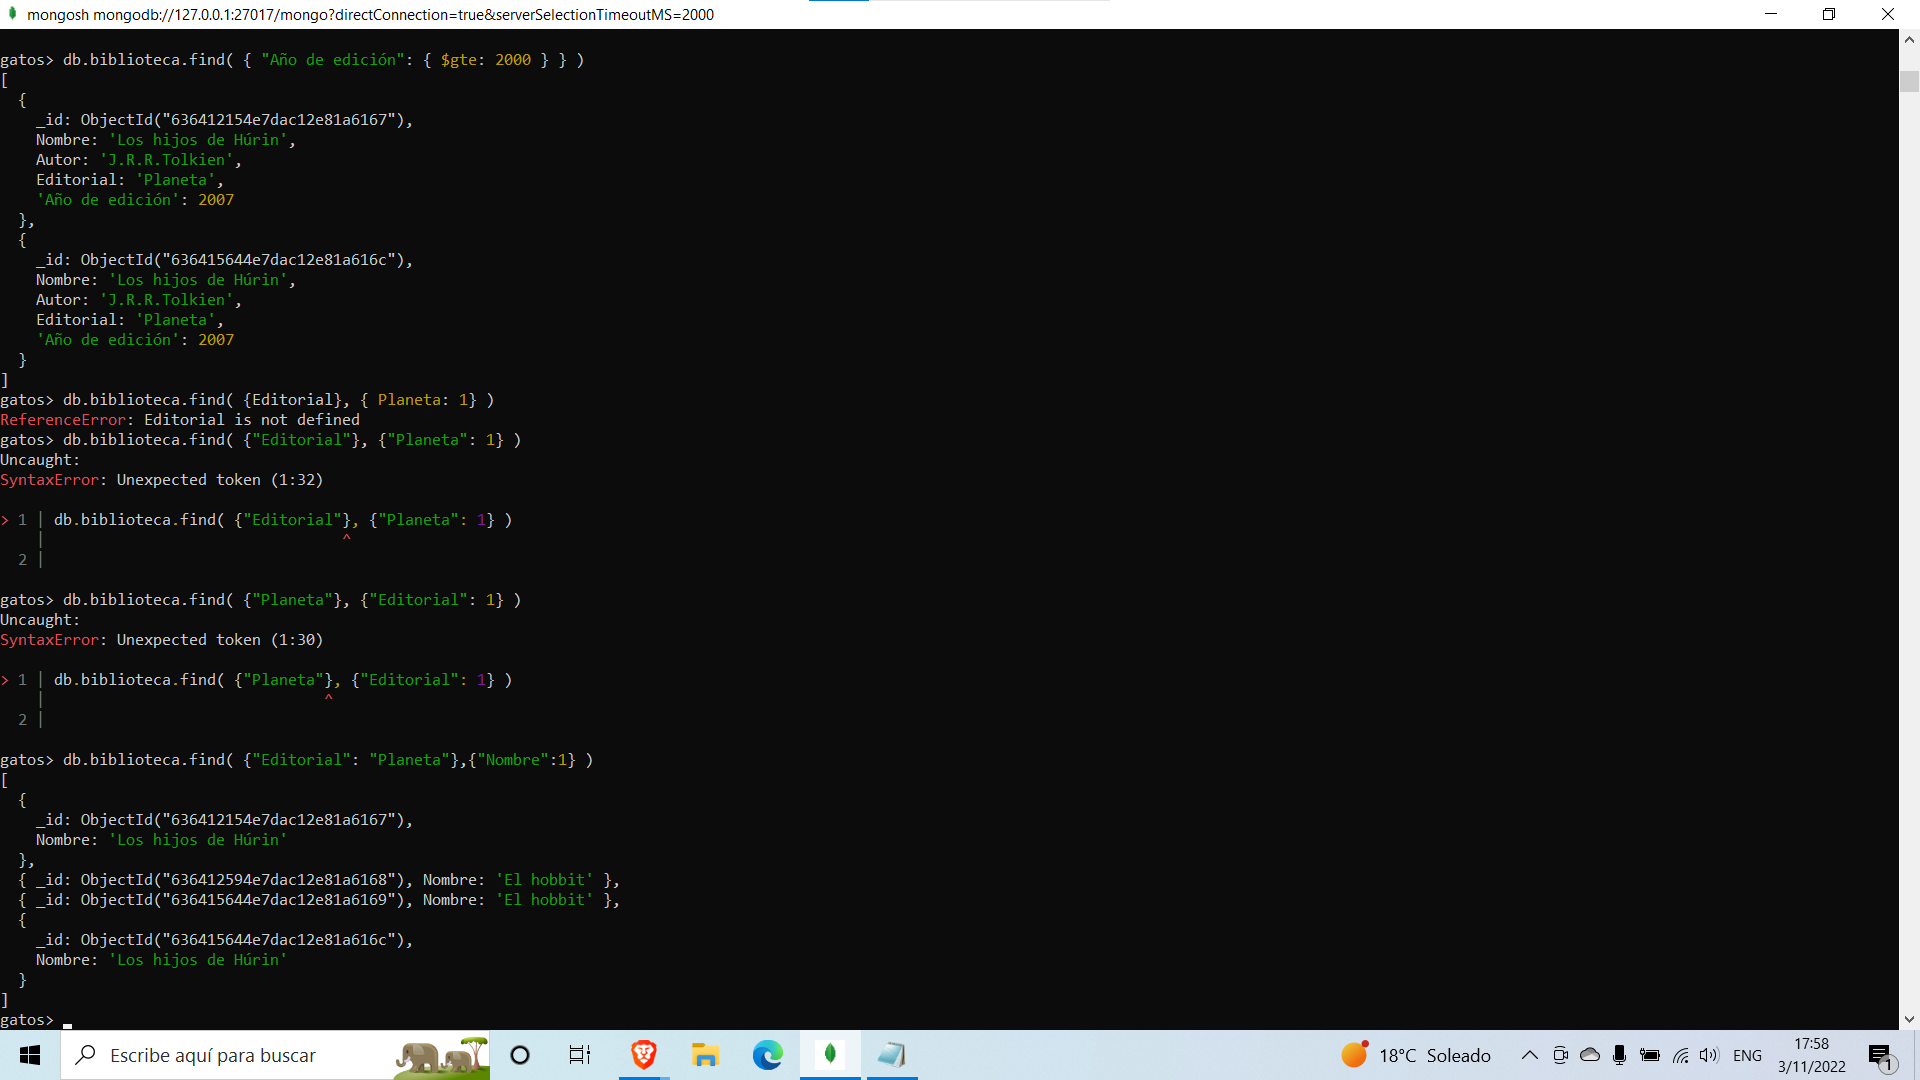 mongosh mongodb://127.0.0.1:27017/mongo?directConnection=true&serverSelectionTimeoutMS=2000
gatos> db.biblioteca.find( { "Año de edición": { $gte: 2000 } } )
[
  {
    _id: ObjectId("636412154e7dac12e81a6167"),
    Nombre: 'Los hijos de Húrin',
    Autor: 'J.R.R.Tolkien',
    Editorial: 'Planeta',
    'Año de edición': 2007
  },
  {
    _id: ObjectId("636415644e7dac12e81a616c"),
    Nombre: 'Los hijos de Húrin',
    Autor: 'J.R.R.Tolkien',
    Editorial: 'Planeta',
    'Año de edición': 2007
  }
]
gatos> db.biblioteca.find( {Editorial}, { Planeta: 1} )
ReferenceError: Editorial is not defined
gatos> db.biblioteca.find( {"Editorial"}, {"Planeta": 1} )
Uncaught:
SyntaxError: Unexpected token (1:32)
> 1 | db.biblioteca.find( {"Editorial"}, {"Planeta": 1} )
    |                                 ^
  2 |
gatos> db.biblioteca.find( {"Planeta"}, {"Editorial": 1} )
Uncaught:
SyntaxError: Unexpected token (1:30)
> 1 | db.biblioteca.find( {"Planeta"}, {"Editorial": 1} )
    |                               ^
  2 |
gatos> db.biblioteca.find( {"Editorial": "Planeta"},{"Nombre":1} )
[
  {
    _id: ObjectId("636412154e7dac12e81a6167"),
    Nombre: 'Los hijos de Húrin'
  },
  { _id: ObjectId("636412594e7dac12e81a6168"), Nombre: 'El hobbit' },
  { _id: ObjectId("636415644e7dac12e81a6169"), Nombre: 'El hobbit' },
  {
    _id: ObjectId("636415644e7dac12e81a616c"),
    Nombre: 'Los hijos de Húrin'
  }
]
gatos>
Escribe aquí para buscar
18°C Soleado
ENG
17:58
3/11/2022
1